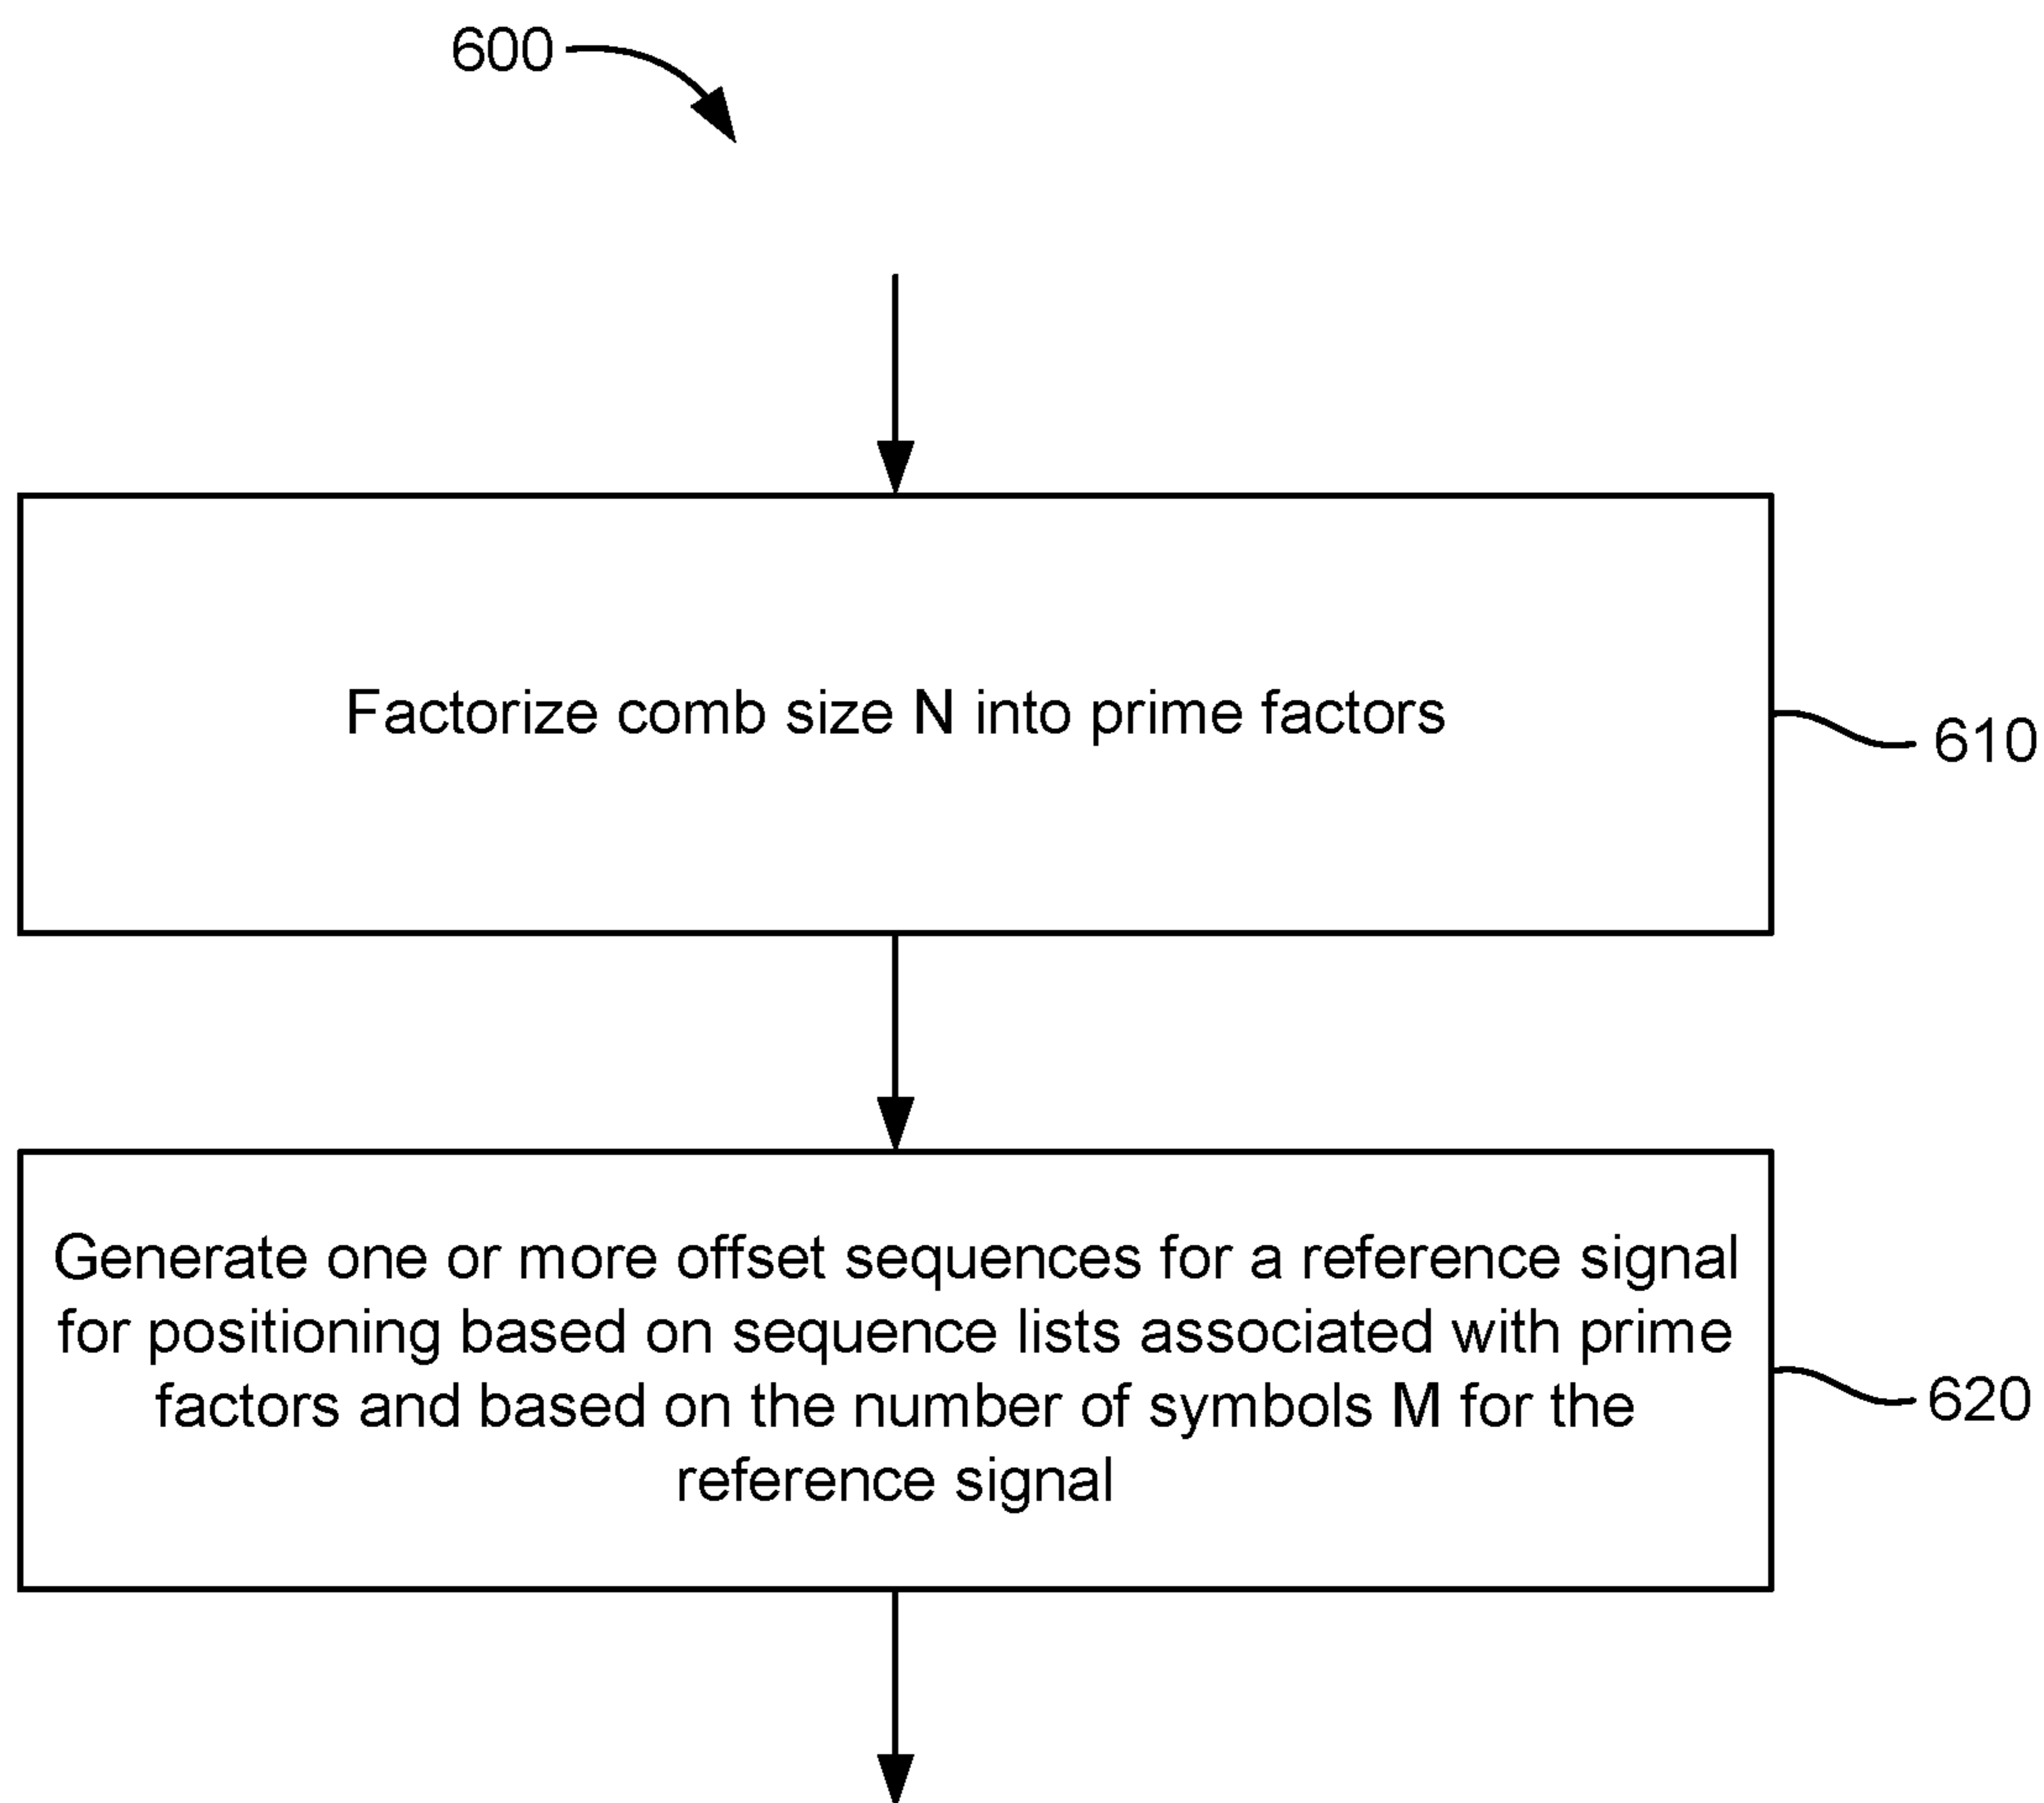 600
Factorize comb size N into prime factors
610
Generate one or more offset sequences for a reference signal
for positioning based on sequence lists associated with prime
factors and based on the number of symbols M for the
reference signal
620